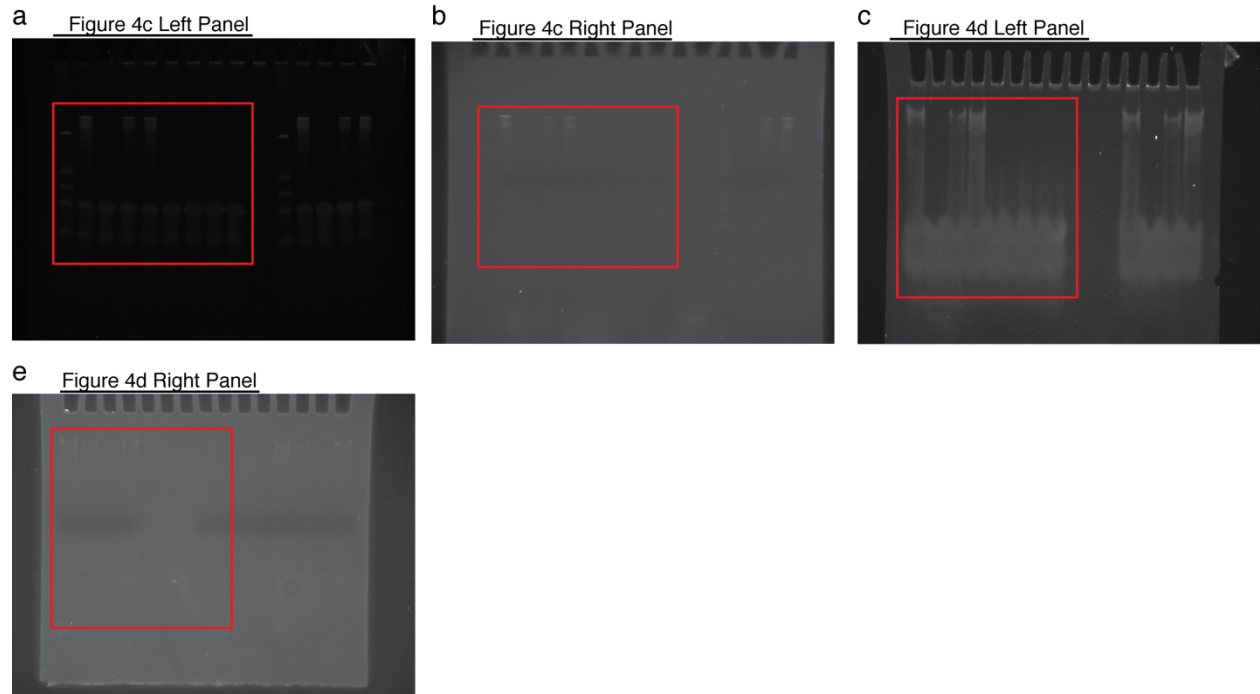 a
Figure 4c Left Panel
b
Figure 4c Right Panel
c
Figure 4d Left Panel
e
Figure 4d Right Panel